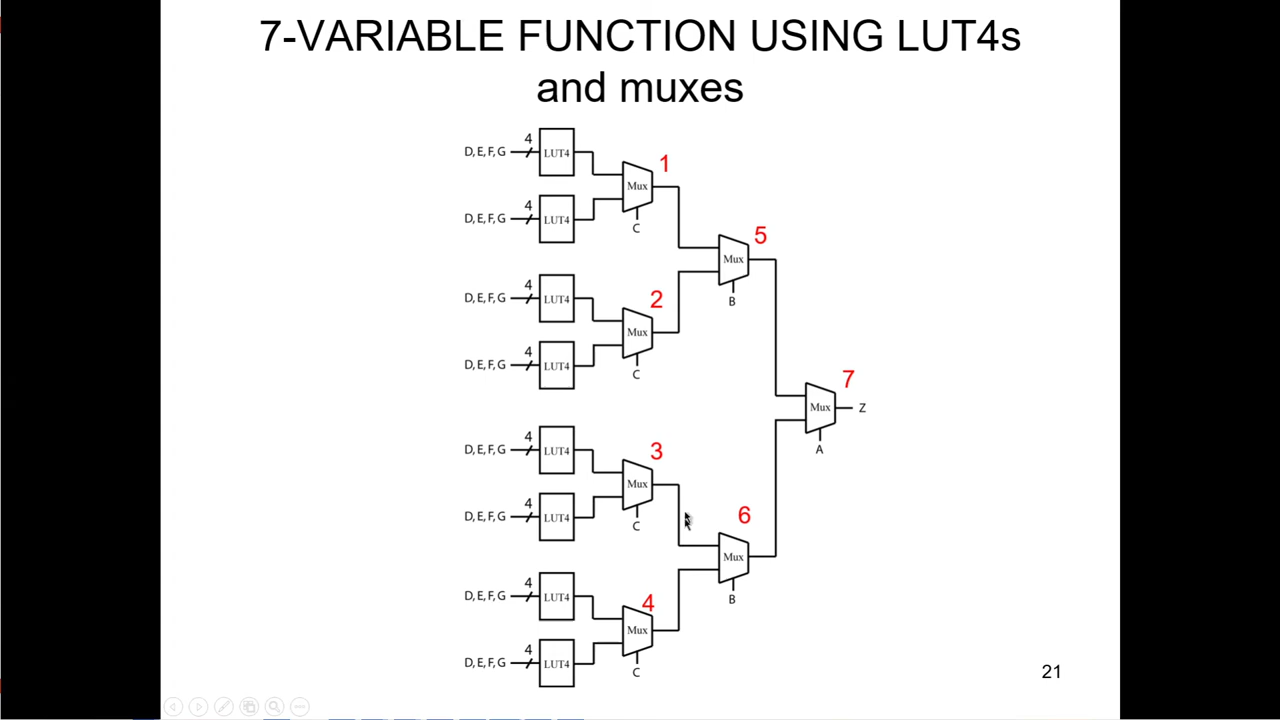 7-VARIABLE FUNCTION USING LUT4s
and muxes
4
D, E, F, G
LUT4
1
Mux
4
D, E, F, G
LUT4
C
5
Mux
B
4
D, E, F, G
LUT4
2
Mux
4
D, E, F, G
LUT4
C
7
Mux
Z
A
4
D, E, F, G
LUT4
3
Mux
4
D, E, F, G
LUT4
C
6
Mux
B
4
D, E, F, G
LUT4
4
Mux
4
D, E, F, G
LUT4
C
21